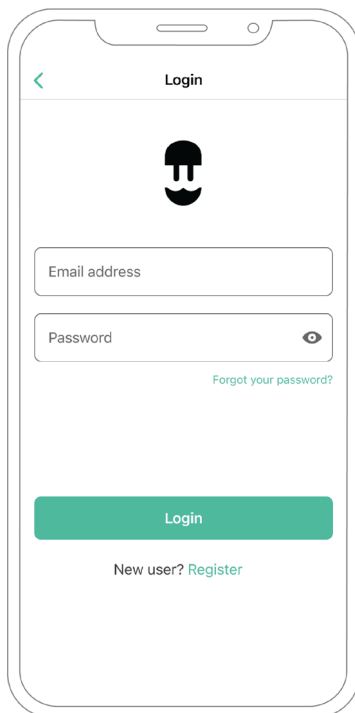 Login
Email address
Password
Forgot your password?
Login
New user? Register